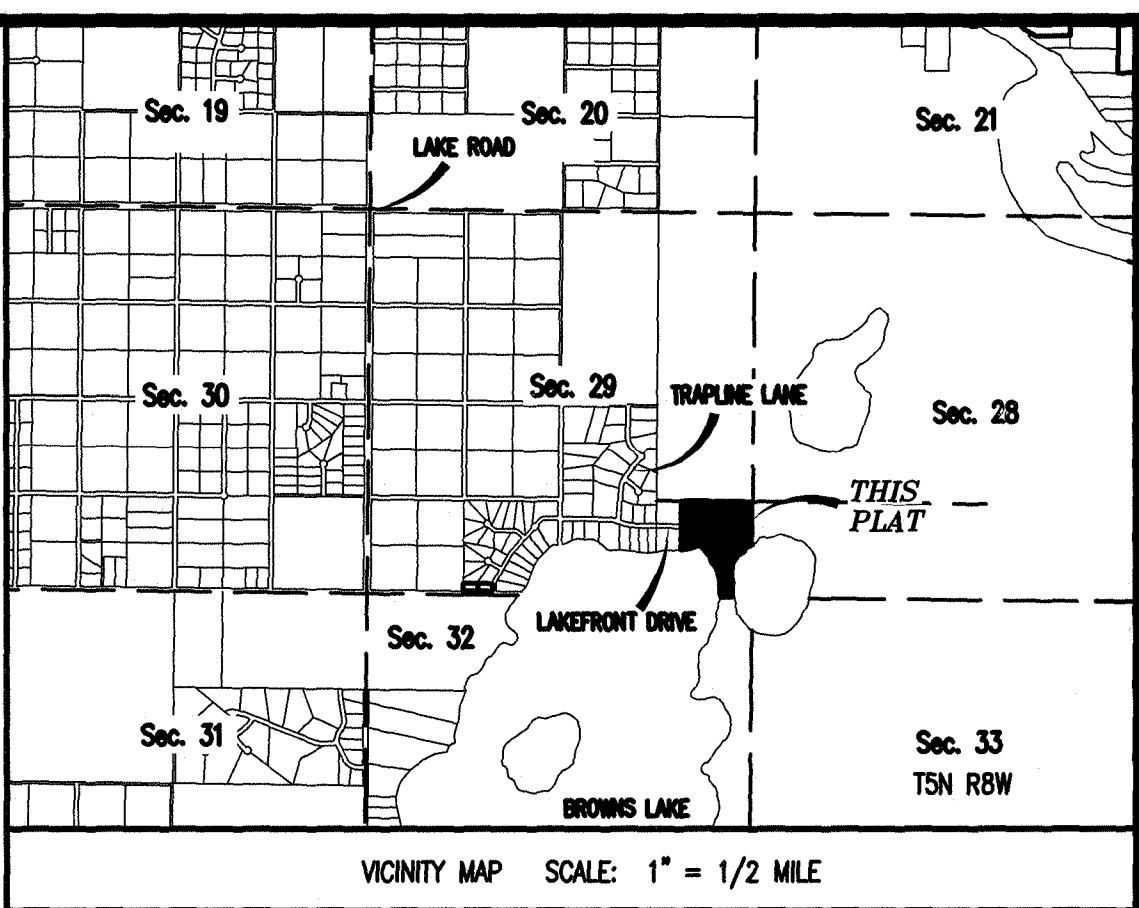 Sec. 19
Sec. 20
Sec. 21
LAKE ROAD
Sec. 30
Sec. 29
TRAPLINE LANE
Sec. 28
THIS
PLAT
LAKEFRONT DRIVE
Sec. 32
Sec. 31
Sec. 33
T5N R8W
BROWNS LAKE
VICINITY MAP SCALE: 1" = 1/2 MILE